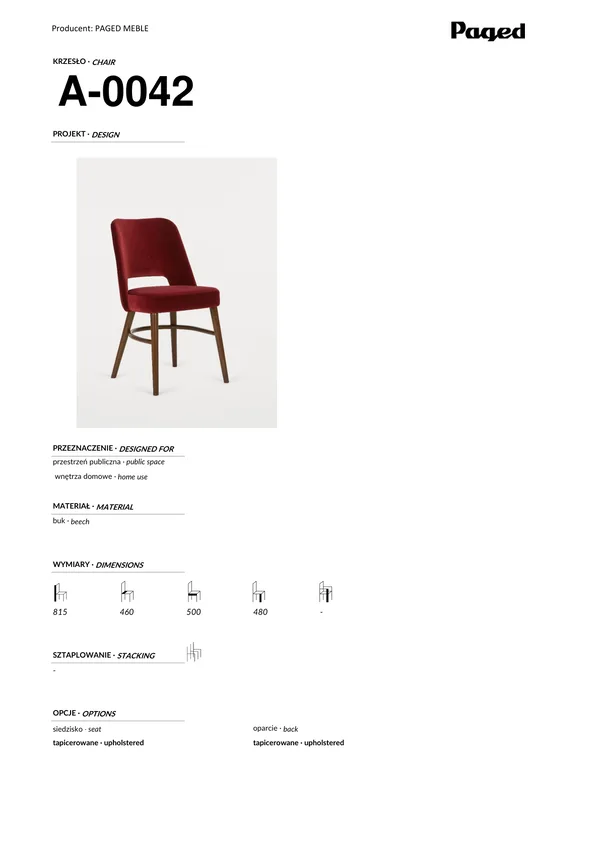 Producent: PAGED MEBLE
Paged
KRZESŁO · CHAIR
A-0042
PROJEKT · DESIGN
PRZEZNACZENIE · DESIGNED FOR
przestrzeń publiczna · public space
wnętrza domowe · home use
MATERIAŁ · MATERIAL
buk · beech
WYMIARY · DIMENSIONS
815 460 500 480 -
SZTAPLOWANIE · STACKING
-
OPCJE · OPTIONS
siedzisko · seat oparcie · back
tapicerowane · upholstered tapicerowane · upholstered